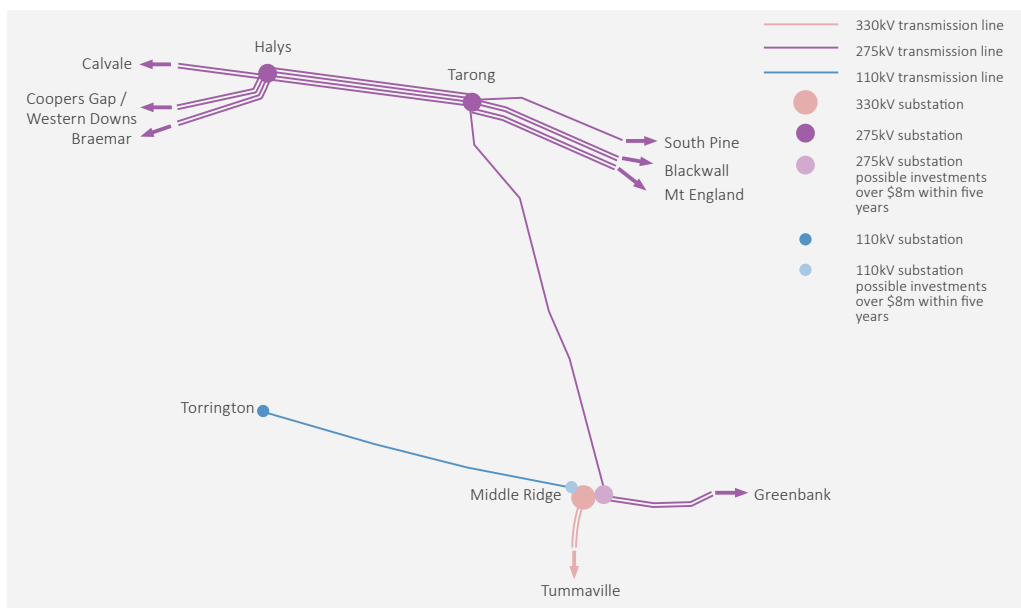 Halys
Calvale
Tarong
Coopers Gap /
Western Downs
Braemar
South Pine
Blackwall
Mt England
Torrington
Middle Ridge
Greenbank
Tummaville
330kV transmission line
275kV transmission line
110kV transmission line
330kV substation
275kV substation
275kV substation
possible investments
over $8m within five
years
110kV substation
110kV substation
possible investments
over $8m within five
years